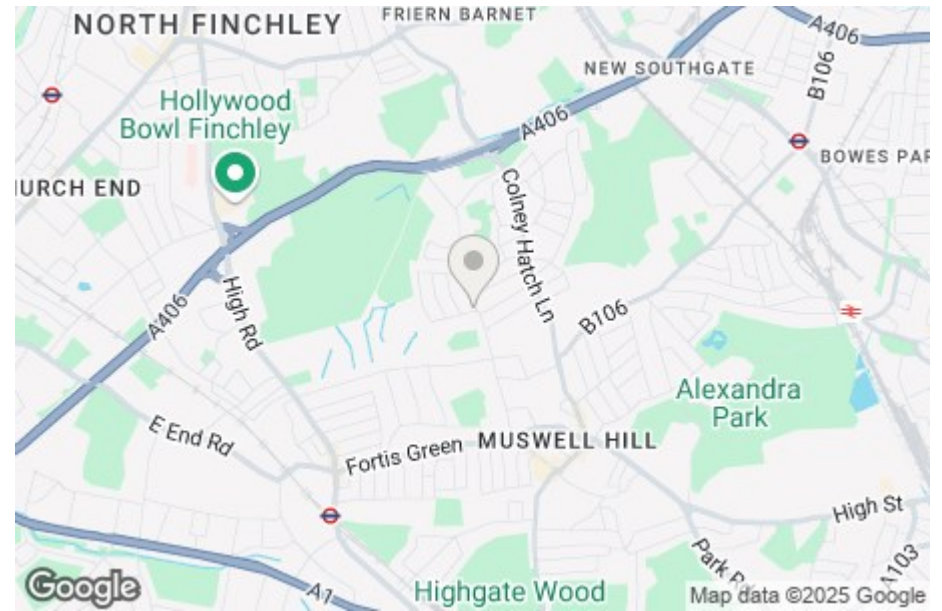 FRIERN BARNET
NORTH FINCHLEY
A406
A406
B106
NEW SOUTHGATE
Hollywood
Bowl Finchley
A406
BOWES PAR
HURCH END
Colney Hatch Ln
High Rd
A406
B106
Alexandra
Park
E End Rd
Fortis Green
MUSWELL HILL
High St
Park R
A103
A1
Highgate Wood
Google
Map data ©2025 Google